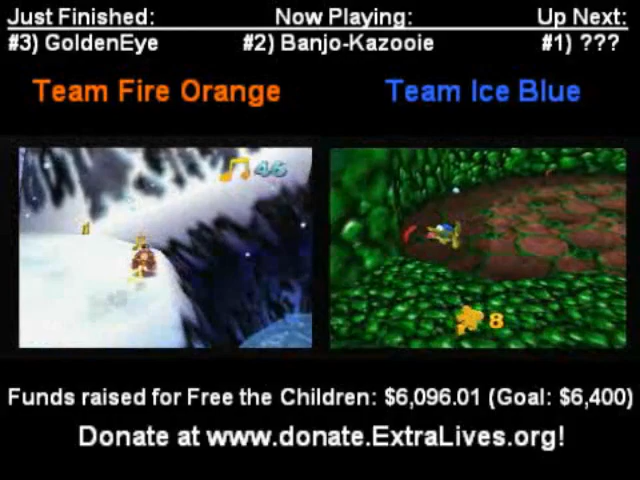 Just Finished: Now Playing: Up Next:
#3) GoldenEye #2) Banjo-Kazooie #1) ???
Team Fire Orange Team Ice Blue
46
8
Funds raised for Free the Children: $6,096.01 (Goal: $6,400)
Donate at www.donate.ExtraLives.org!